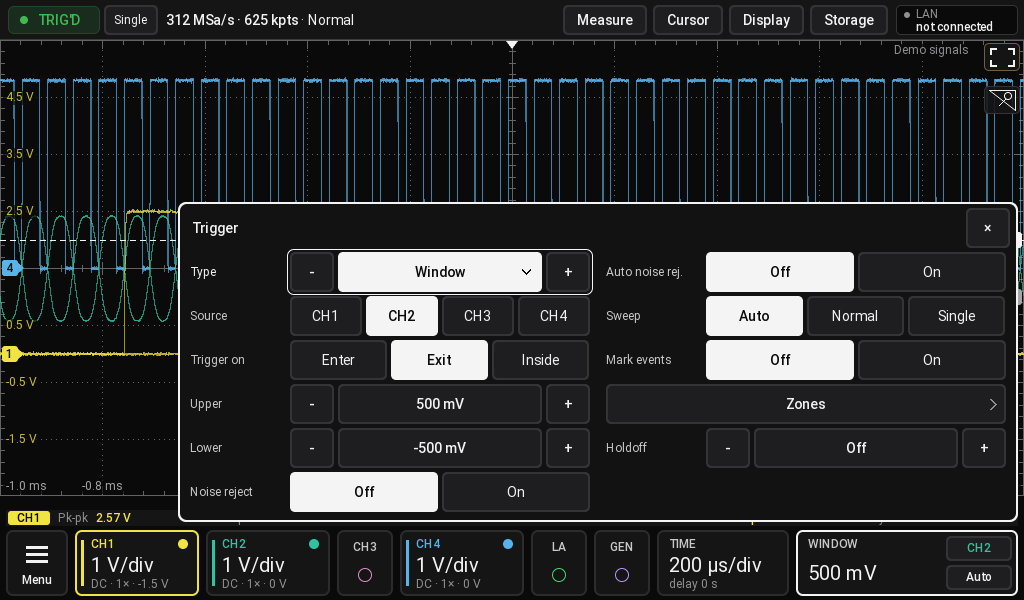 TRIG'D
Single
312 MSa/s · 625 kpts · Normal
Measure
Cursor
Display
Storage
LAN
not connected
Demo signals
4.5 V
3.5 V
2.5 V
4
0.5 V
1
-0.5 V
-1.5 V
-1.0 ms
-0.8 ms
Trigger
×
Type
-
Window
+
Auto noise rej.
Off
On
Source
CH1
CH2
CH3
CH4
Sweep
Auto
Normal
Single
Trigger on
Enter
Exit
Inside
Mark events
Off
On
Upper
-
500 mV
+
Zones
Lower
-
-500 mV
+
Holdoff
-
Off
+
Noise reject
Off
On
CH1
Pk-pk
2.57 V
Menu
CH1
1 V/div
DC · 1× · -1.5 V
CH2
1 V/div
DC · 1× · 0 V
CH3
CH4
1 V/div
DC · 1× · 0 V
LA
GEN
TIME
200 µs/div
delay 0 s
WINDOW
500 mV
CH2
Auto